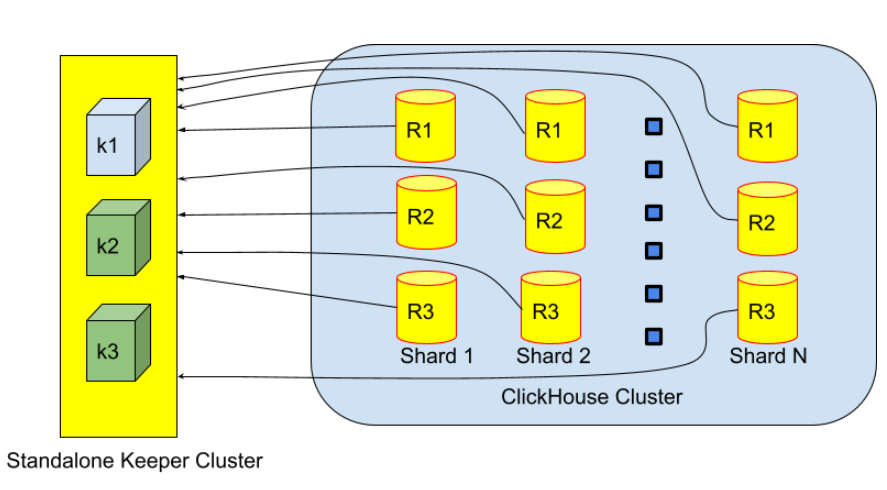 k1
k2
k3
R1
R1
R1
R2
R2
R2
R3
R3
R3
Shard 1
Shard 2
Shard N
ClickHouse Cluster
Standalone Keeper Cluster